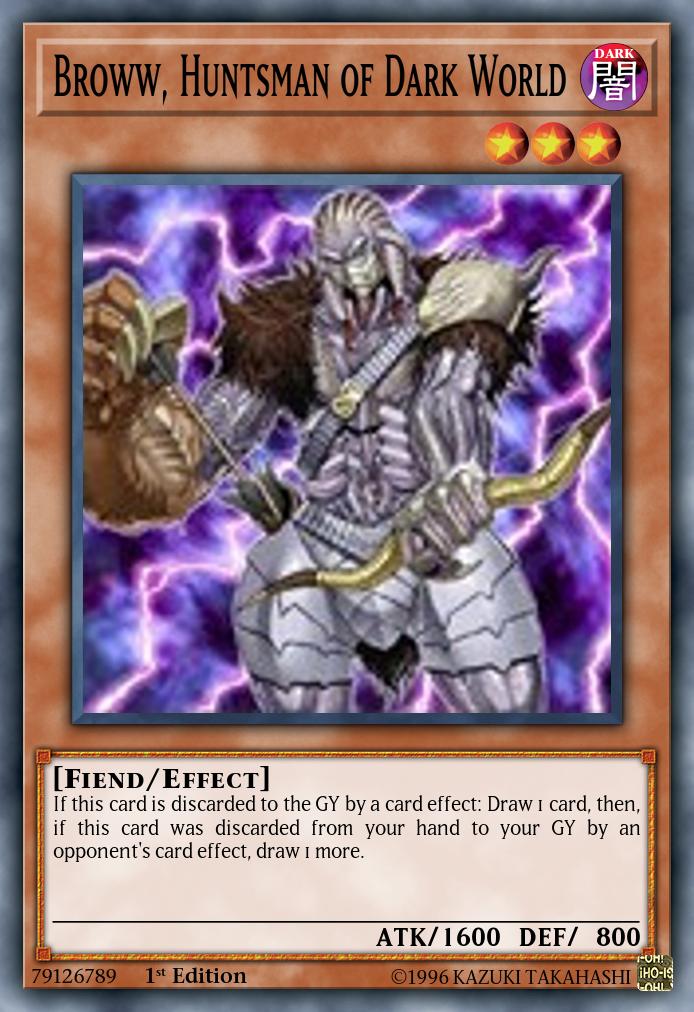 Broww, Huntsman of Dark World
DARK
闇
[Fiend/Effect]
If this card is discarded to the GY by a card effect: Draw 1 card, then,
if this card was discarded from your hand to your GY by an
opponent's card effect, draw 1 more.
ATK/1600 DEF/ 800
79126789 1st Edition ©1996 KAZUKI TAKAHASHI